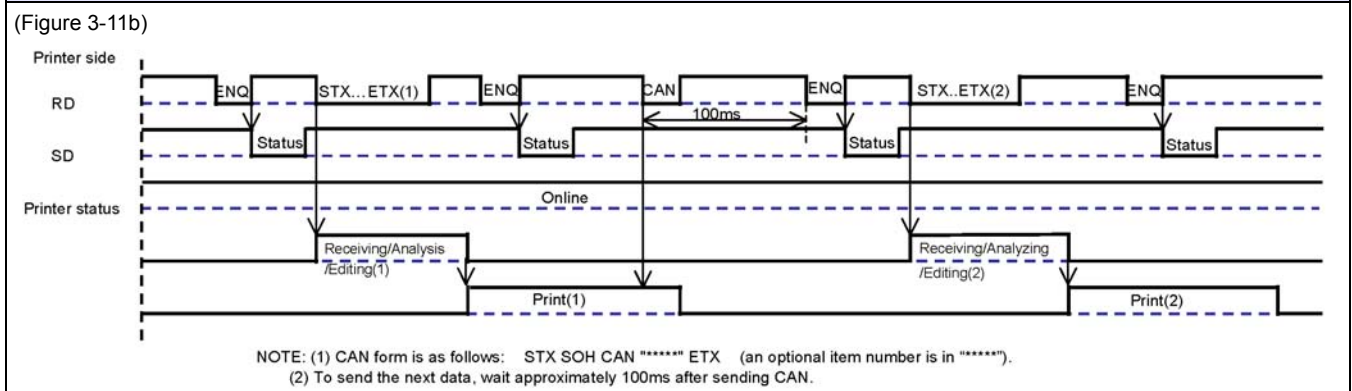 (Figure 3-11b)
Printer side
RD
ENQ STX...ETX(1) ENQ CAN ENQ STX..ETX(2) ENQ
100ms
SD
Status Status Status Status
Printer status
Online
Receiving/Analysis Receiving/Analyzing
/Editing(1) /Editing(2)
Print(1) Print(2)
NOTE: (1) CAN form is as follows: STX SOH CAN "*****" ETX (an optional item number is in "*****").
(2) To send the next data, wait approximately 100ms after sending CAN.